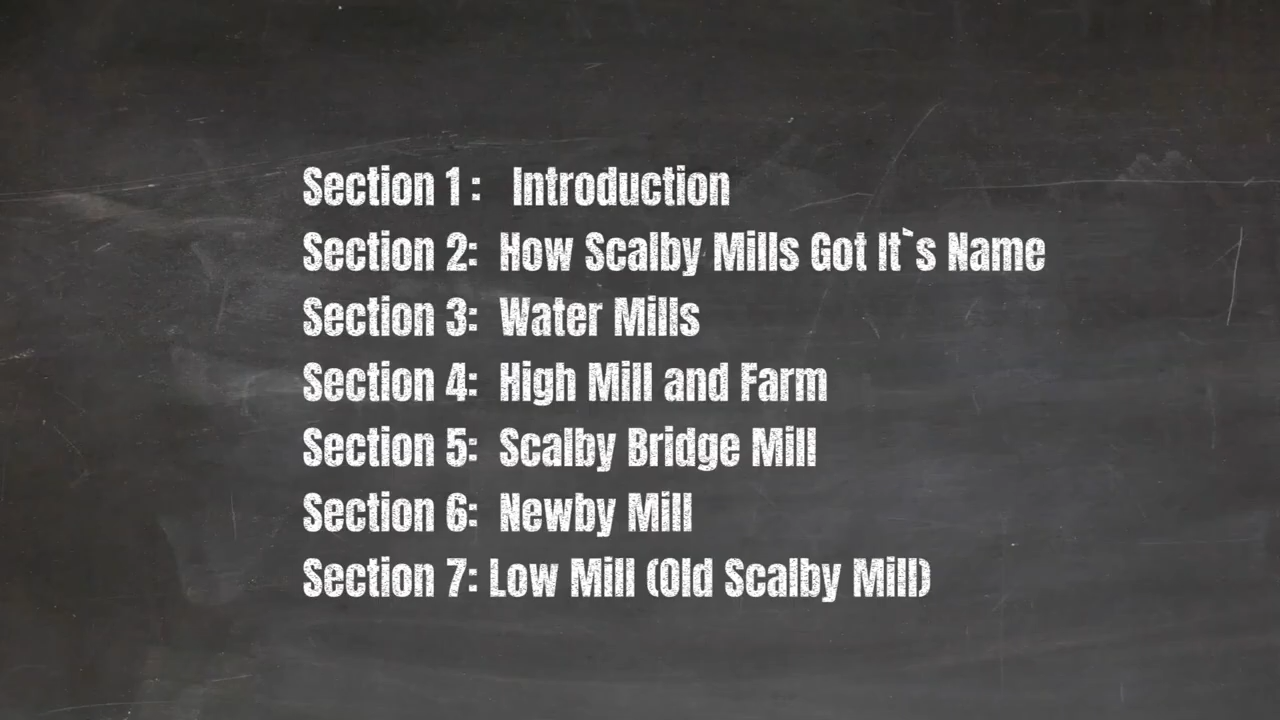 Section 1 : Introduction
Section 2: How Scalby Mills Got It`s Name
Section 3: Water Mills
Section 4: High Mill and Farm
Section 5: Scalby Bridge Mill
Section 6: Newby Mill
Section 7: Low Mill (Old Scalby Mill)